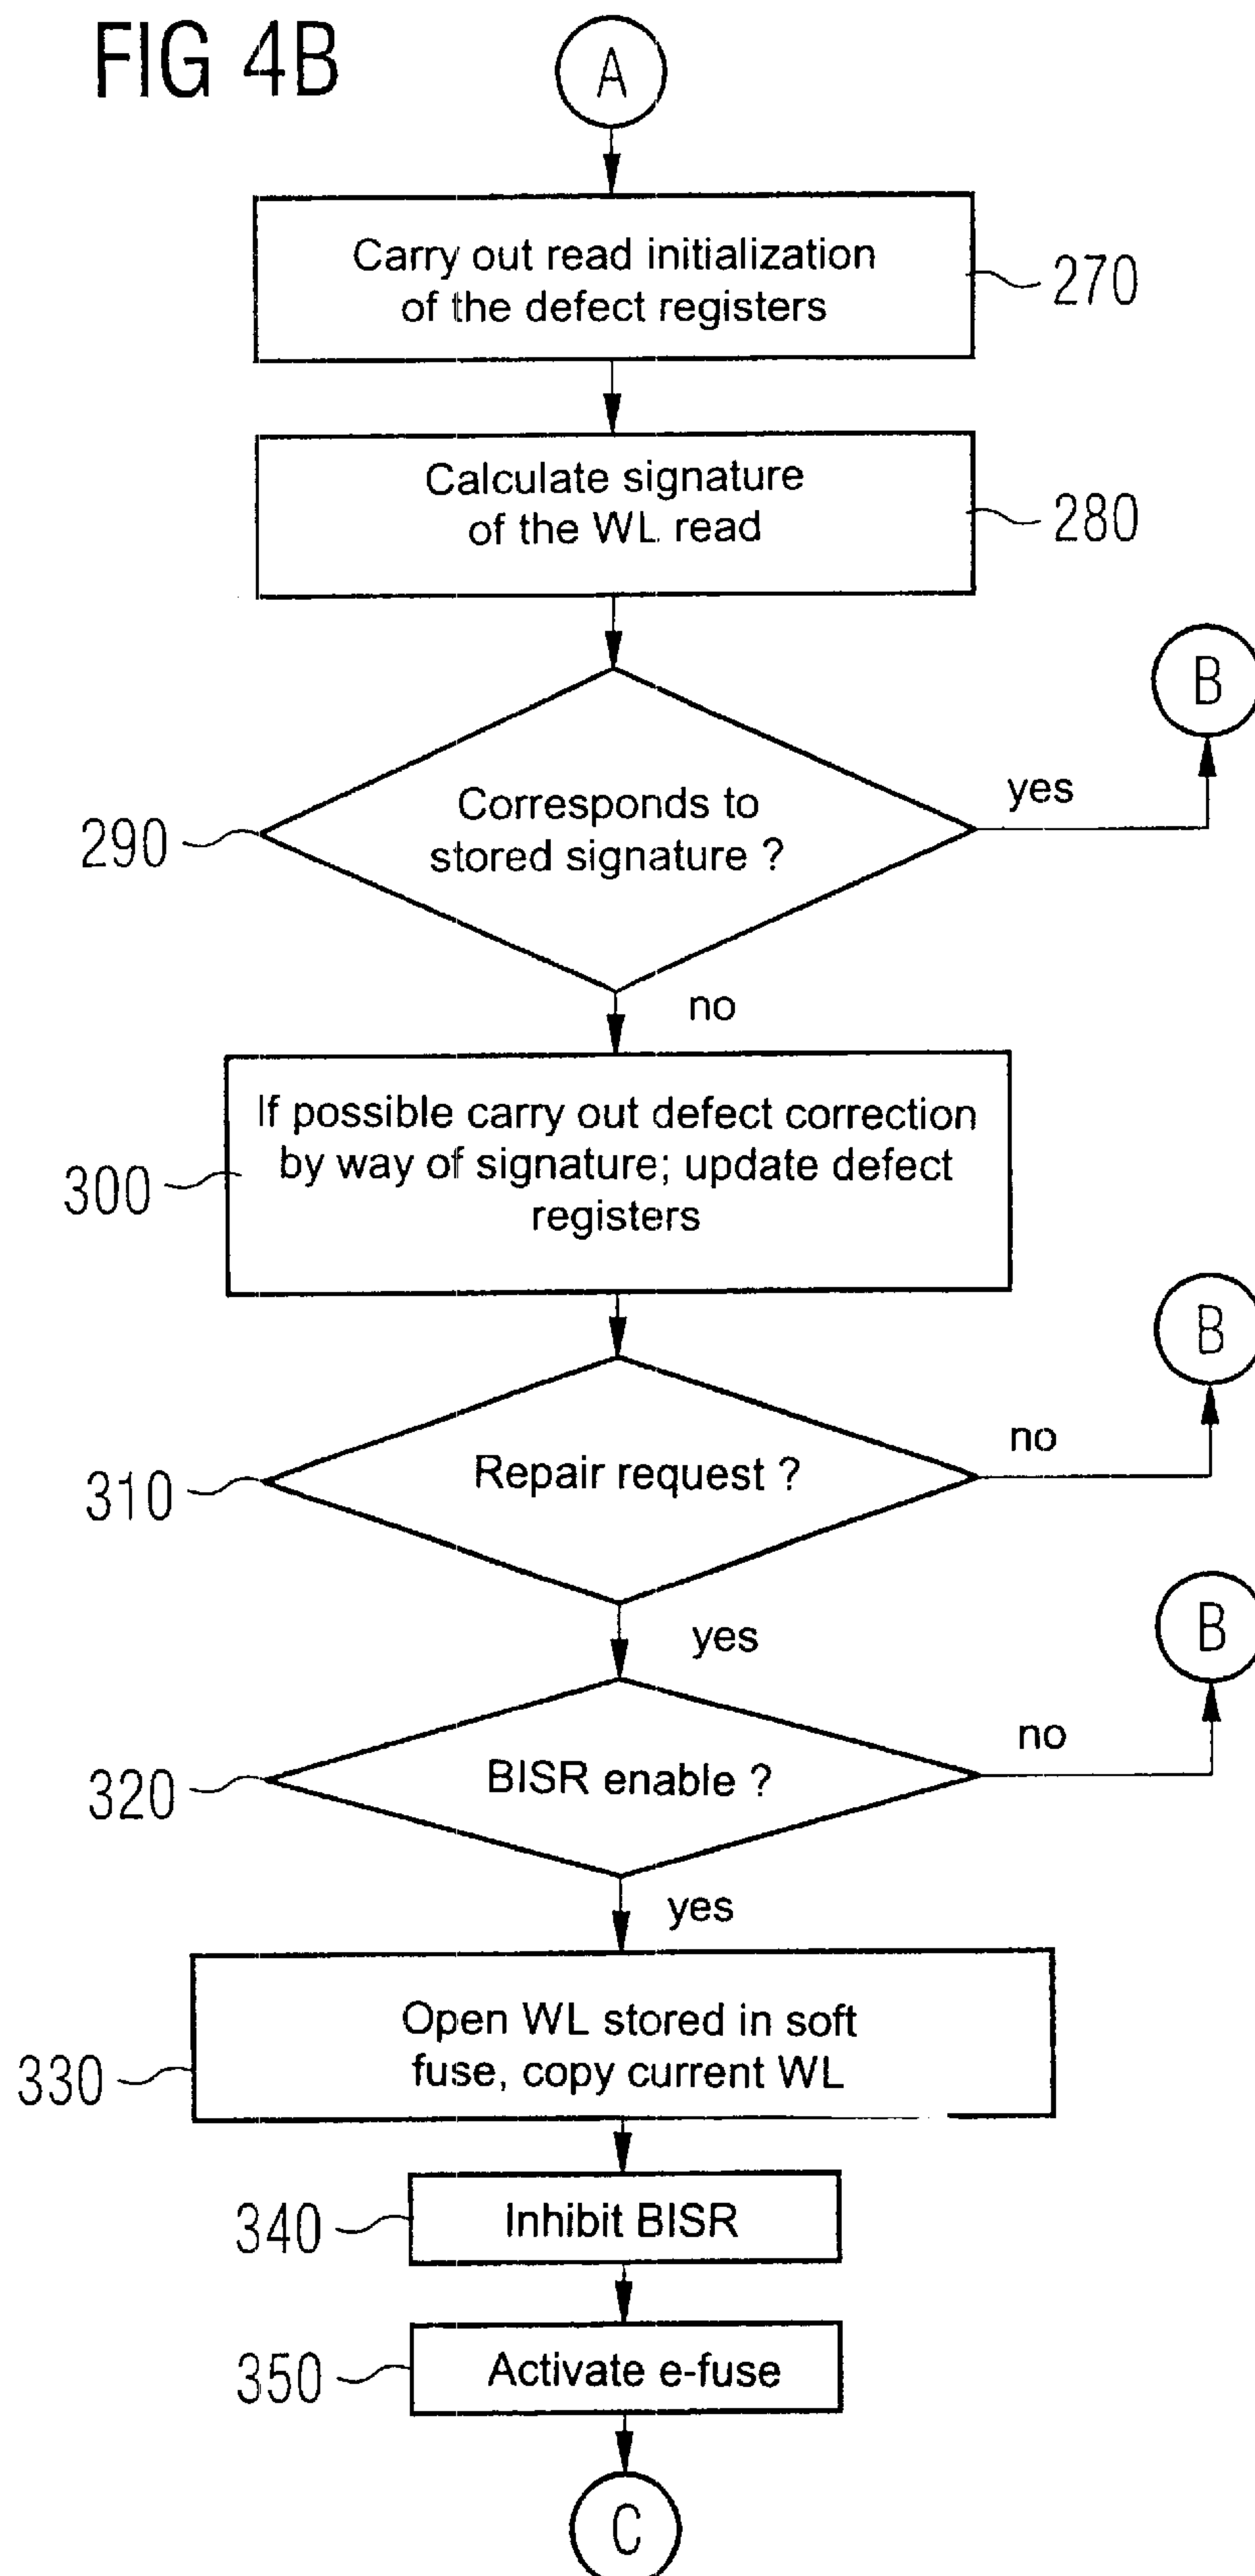 FIG 4B
A
Carry out read initialization
of the defect registers
270
Calculate signature
of the WL read
280
B
yes
Corresponds to
stored signature ?
290
no
If possible carry out defect correction
by way of signature; update defect
registers
300
B
no
Repair request ?
310
yes
B
no
BISR enable ?
320
yes
Open WL stored in soft
fuse, copy current WL
330
Inhibit BISR
340
Activate e-fuse
350
C